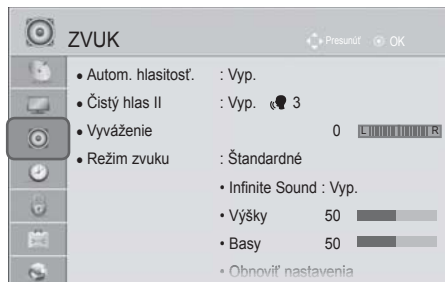 ZVUK
Presunúť OK
• Autom. hlasitosť. : Vyp.
• Čistý hlas II : Vyp. 3
• Vyváženie 0 L R
• Režim zvuku : Štandardné
• Infinite Sound : Vyp.
• Výšky 50
• Basy 50
• Obnoviť nastavenia